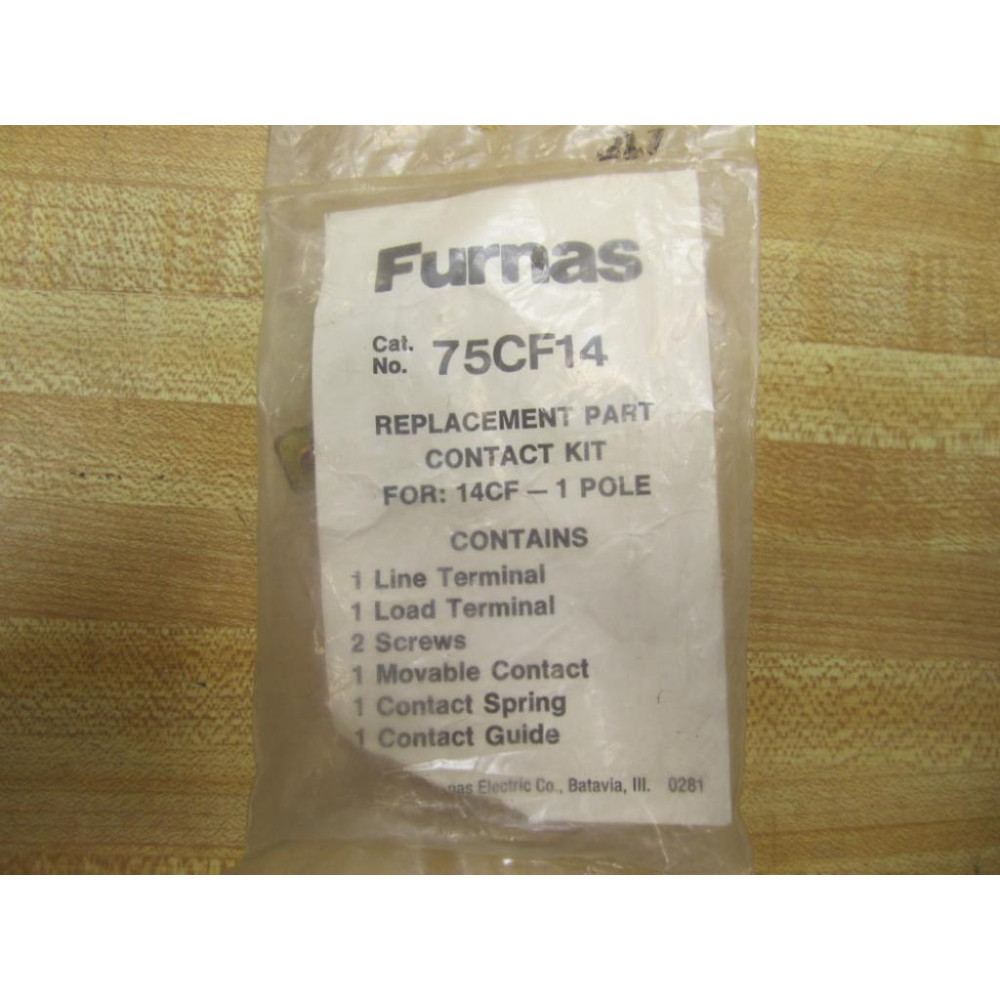 Furnas
Cat.
No. 75CF14
REPLACEMENT PART
CONTACT KIT
FOR: 14CF – 1 POLE
CONTAINS
1 Line Terminal
1 Load Terminal
2 Screws
1 Movable Contact
1 Contact Spring
1 Contact Guide
Electric Co., Batavia, Ill. 0281